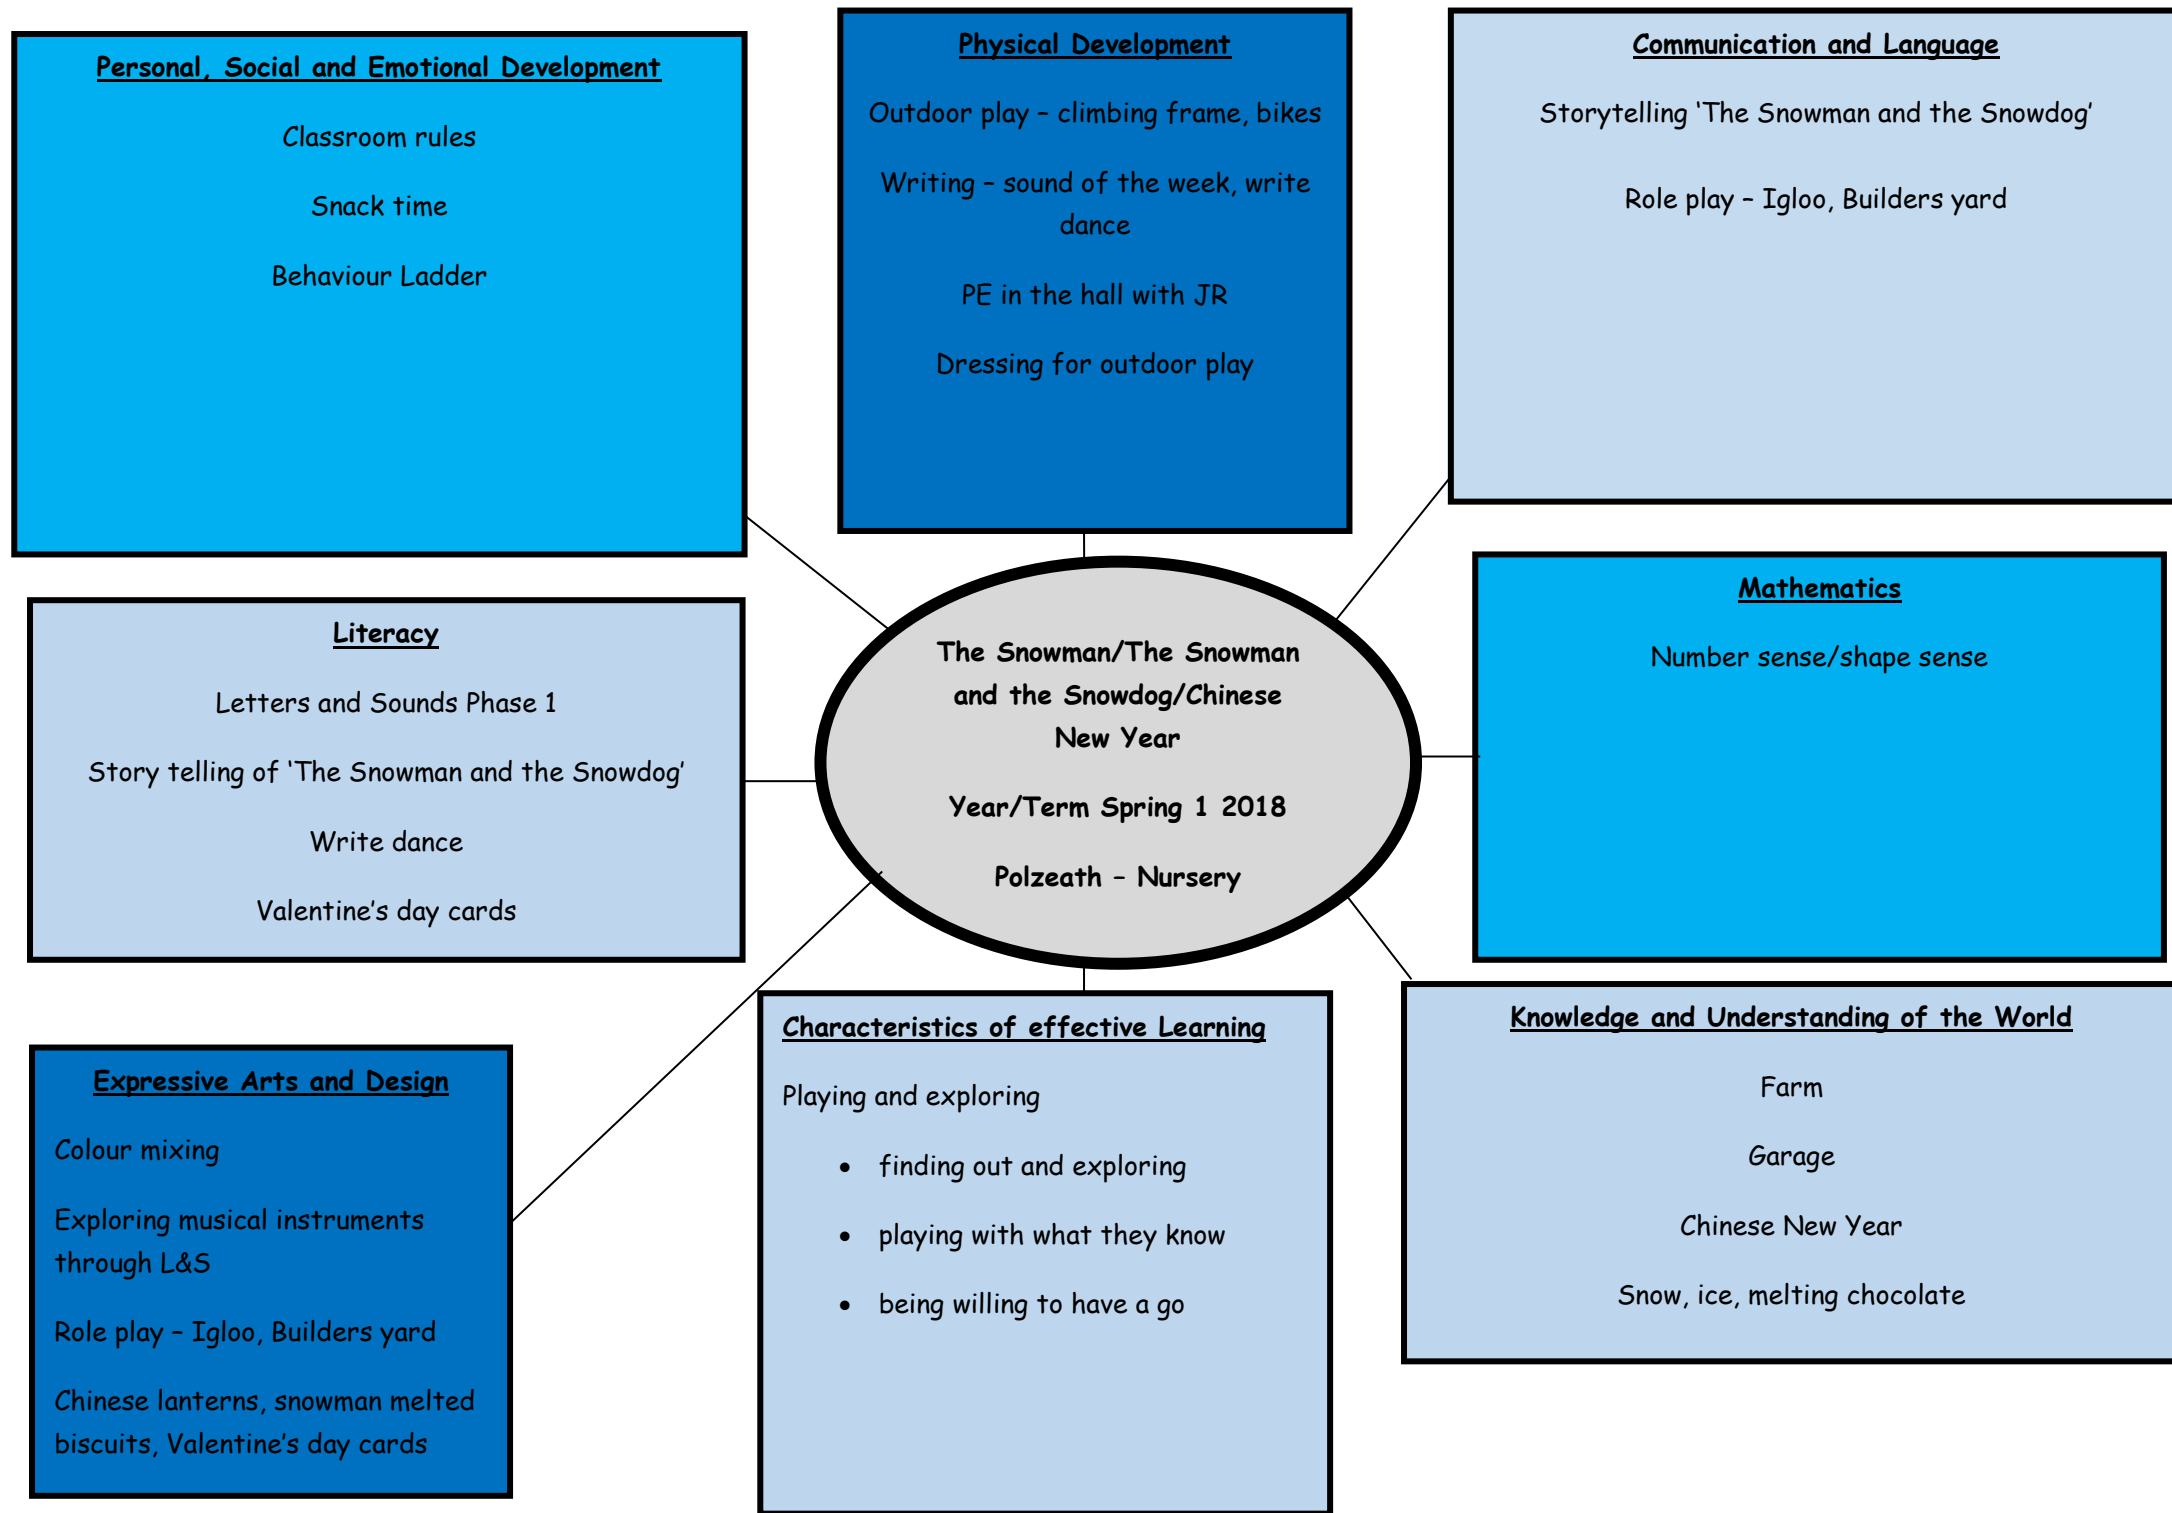 Personal, Social and Emotional Development
Classroom rules
Snack time
Behaviour Ladder
Physical Development
Outdoor play – climbing frame, bikes
Writing – sound of the week, write
dance
PE in the hall with JR
Dressing for outdoor play
Communication and Language
Storytelling ‘The Snowman and the Snowdog’
Role play – Igloo, Builders yard
Literacy
Letters and Sounds Phase 1
Story telling of ‘The Snowman and the Snowdog’
Write dance
Valentine’s day cards
The Snowman/The Snowman
and the Snowdog/Chinese
New Year
Year/Term Spring 1 2018
Polzeath – Nursery
Mathematics
Number sense/shape sense
Expressive Arts and Design
Colour mixing
Exploring musical instruments
through L&S
Role play – Igloo, Builders yard
Chinese lanterns, snowman melted
biscuits, Valentine’s day cards
Characteristics of effective Learning
Playing and exploring
• finding out and exploring
• playing with what they know
• being willing to have a go
Knowledge and Understanding of the World
Farm
Garage
Chinese New Year
Snow, ice, melting chocolate